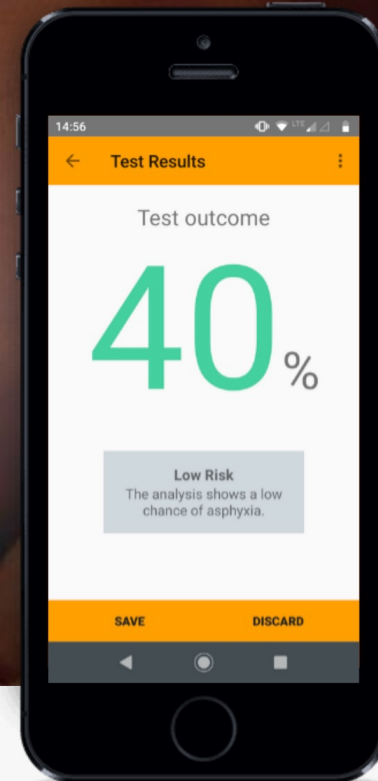 14:56
LTE
Test Results
Test outcome
40%
Low Risk
The analysis shows a low
chance of asphyxia.
SAVE DISCARD